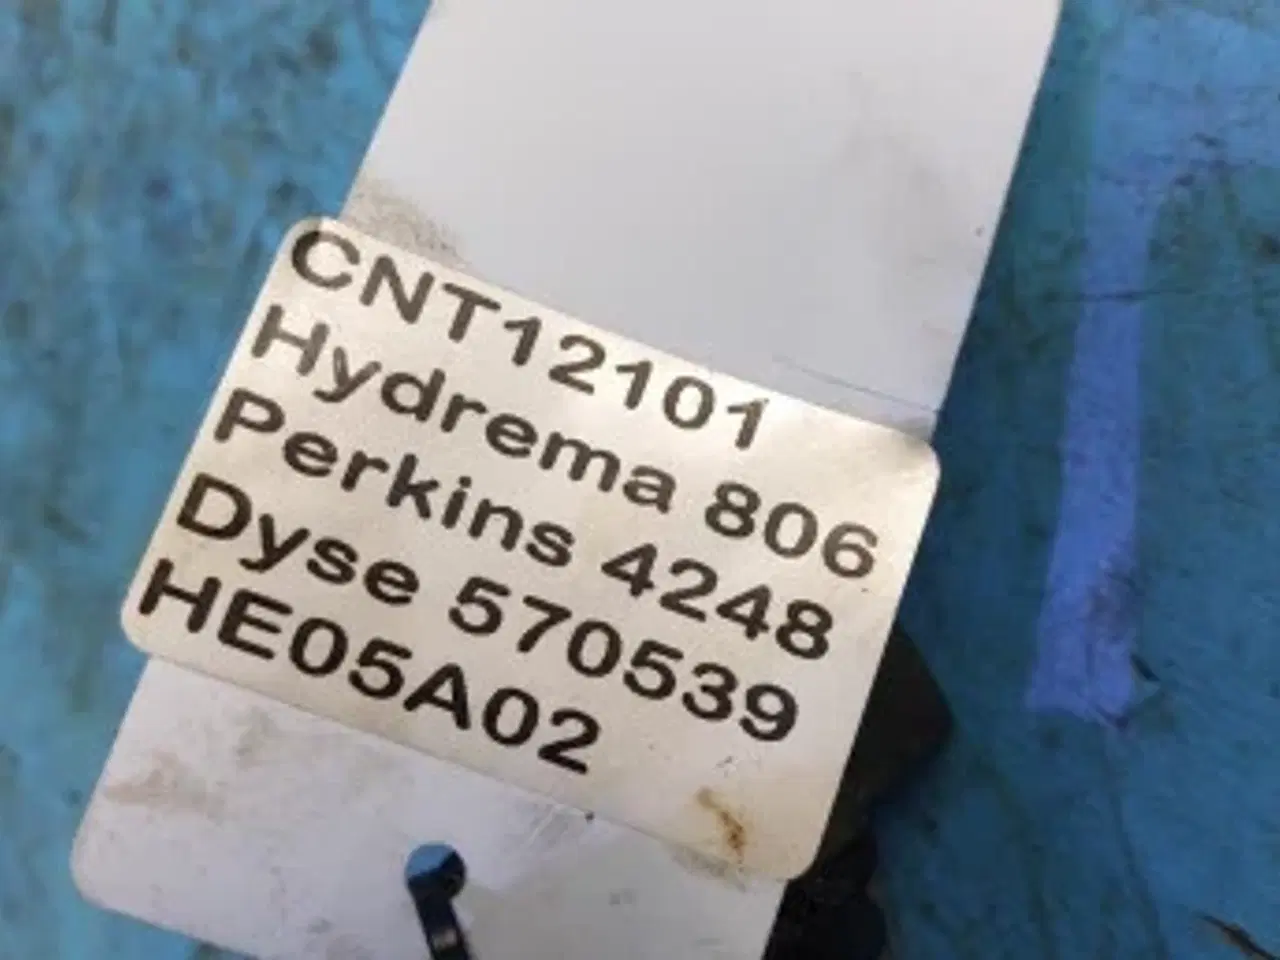 CNT12101
Hydrema 806
Perkins 4248
Dyse 570539
HE05A02